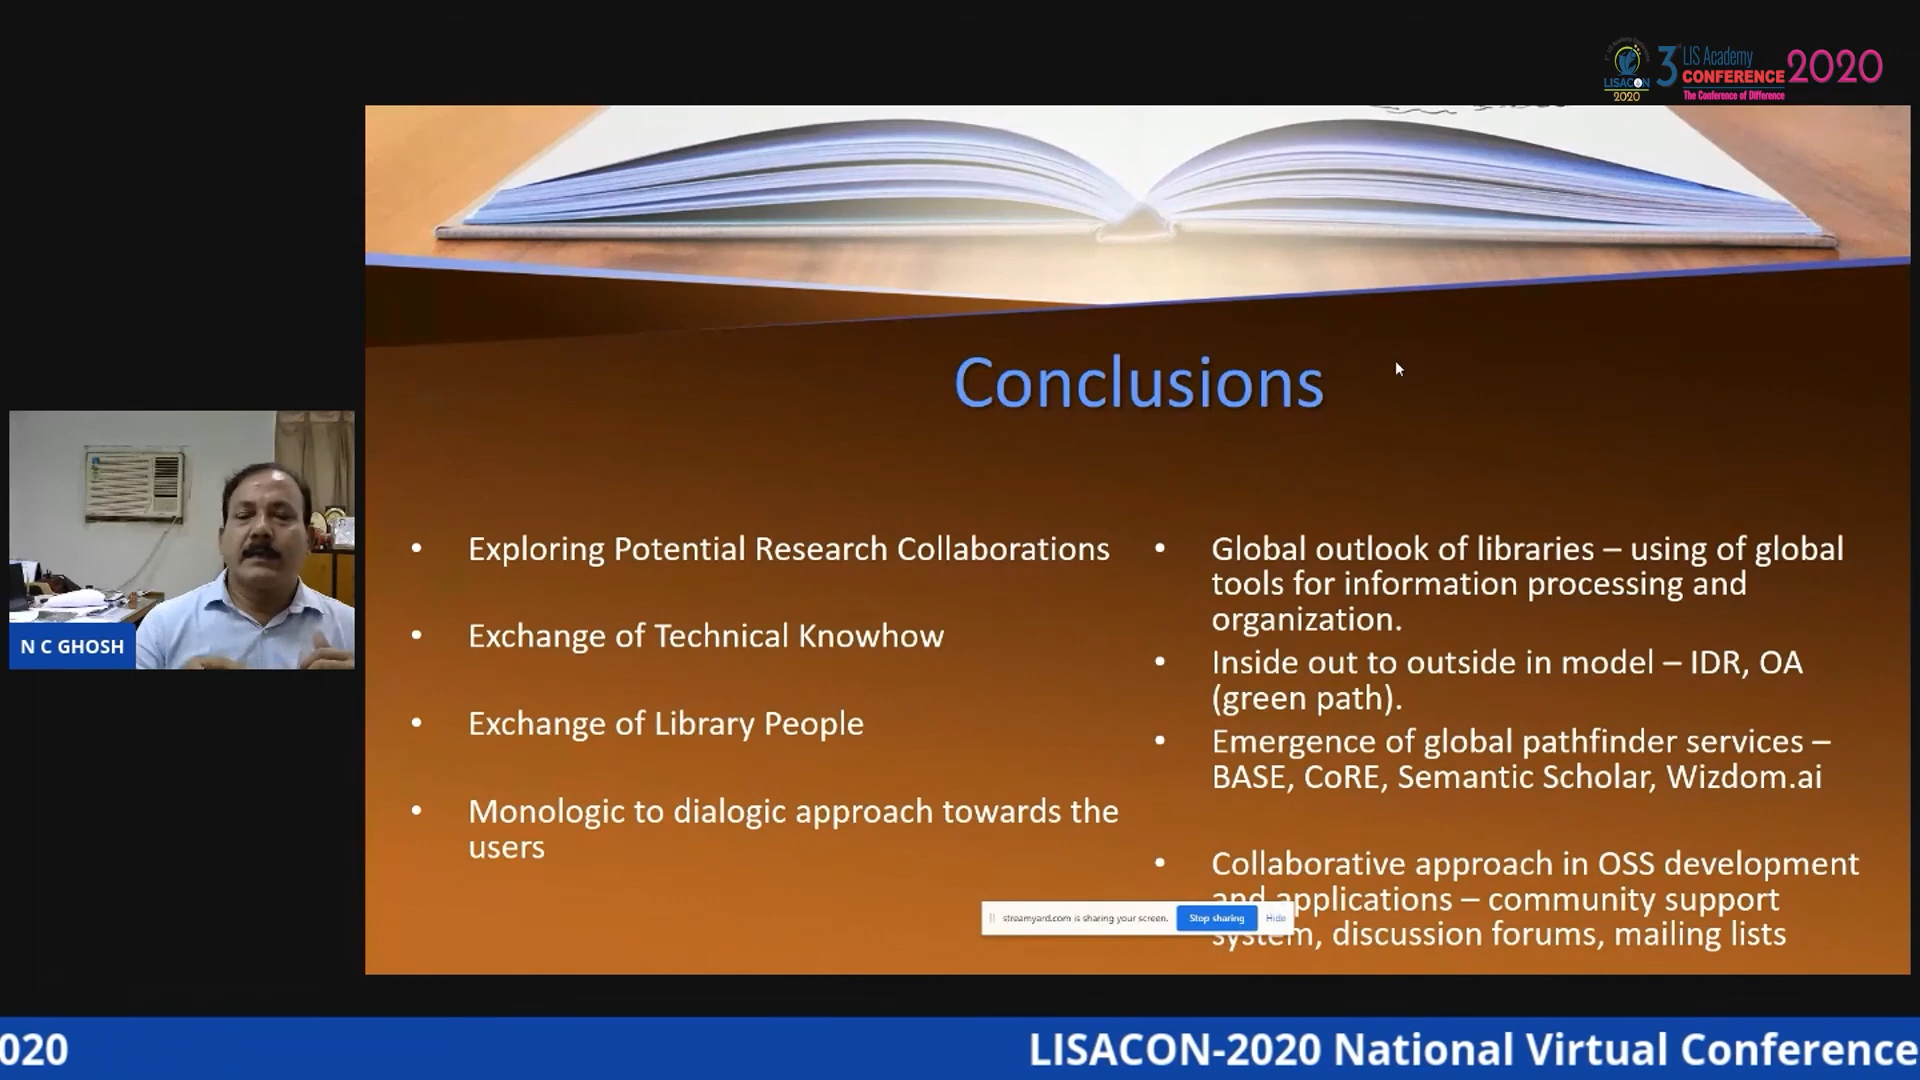 LISACON
2020
3rd LIS Academy
CONFERENCE 2020
The Conference of Difference
Conclusions
• Exploring Potential Research Collaborations
• Exchange of Technical Knowhow
• Exchange of Library People
• Monologic to dialogic approach towards the
users
• Global outlook of libraries – using of global
tools for information processing and
organization.
• Inside out to outside in model – IDR, OA
(green path).
• Emergence of global pathfinder services –
BASE, CoRE, Semantic Scholar, Wizdom.ai
• Collaborative approach in OSS development
and applications – community support
system, discussion forums, mailing lists
streamyard.com is sharing your screen. Stop sharing Hide
N C GHOSH
020 LISACON-2020 National Virtual Conference